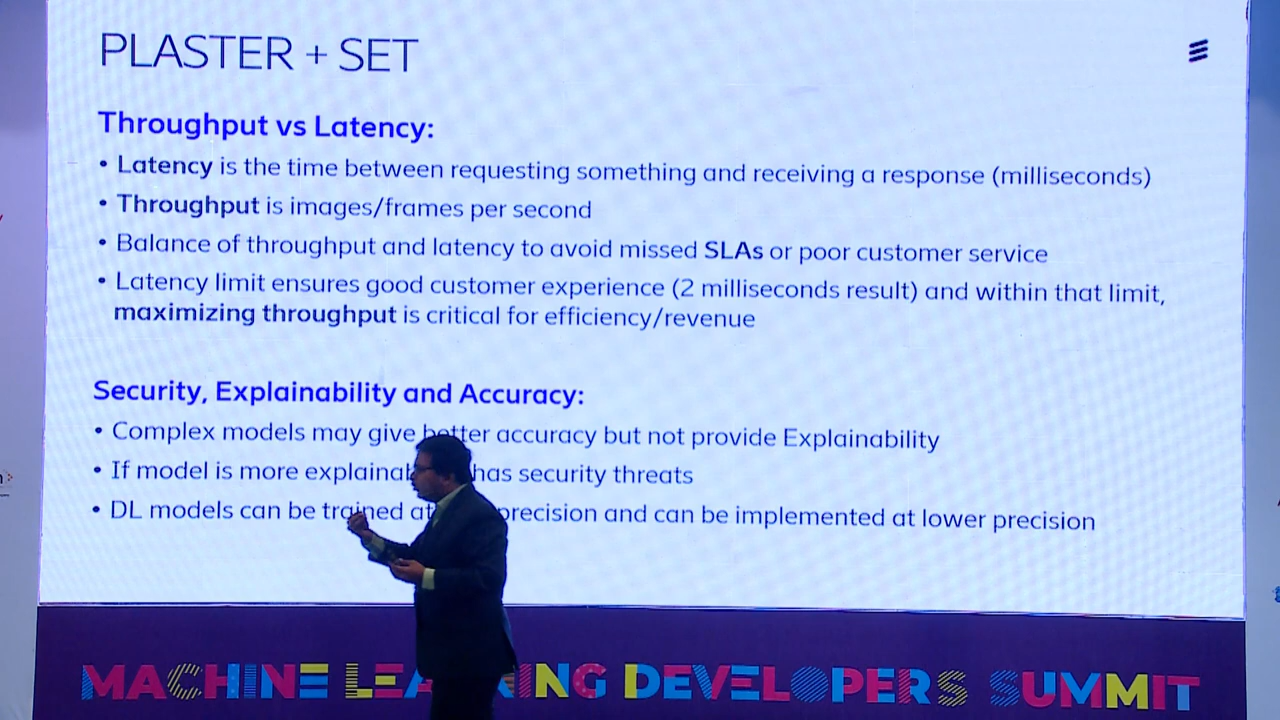 PLASTER + SET
Throughput vs Latency:
• Latency is the time between requesting something and receiving a response (milliseconds)
• Throughput is images/frames per second
• Balance of throughput and latency to avoid missed SLAs or poor customer service
• Latency limit ensures good customer experience (2 milliseconds result) and within that limit,
maximizing throughput is critical for efficiency/revenue
Security, Explainability and Accuracy:
• Complex models may give better accuracy but not provide Explainability
• If model is more explainab has security threats
• DL models can be trained at precision and can be implemented at lower precision
MACHINE LEARNING DEVELOPERS SUMMIT